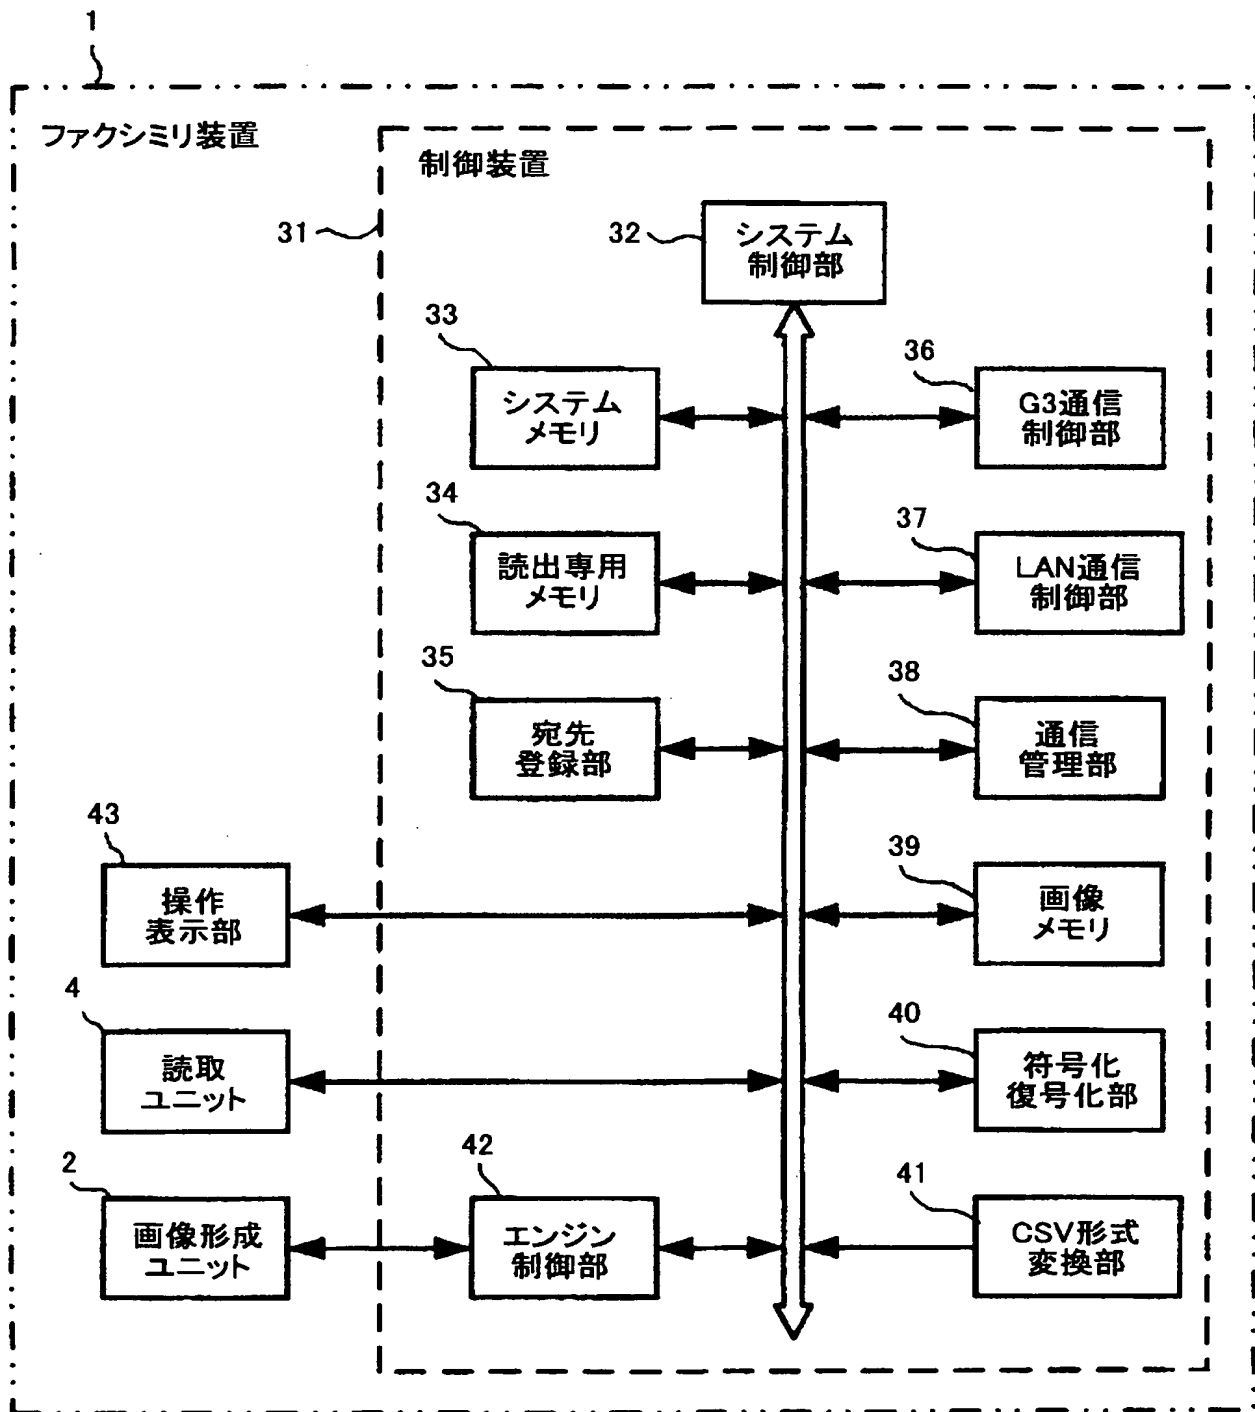 1
ファクシミリ装置
制御装置
31
32
システム
制御部
33
システム
メモリ
36
G3通信
制御部
34
読出専用
メモリ
37
LAN通信
制御部
35
宛先
登録部
38
通信
管理部
43
操作
表示部
39
画像
メモリ
4
読取
ユニット
40
符号化
復号化部
2
画像形成
ユニット
42
エンジン
制御部
41
CSV形式
変換部